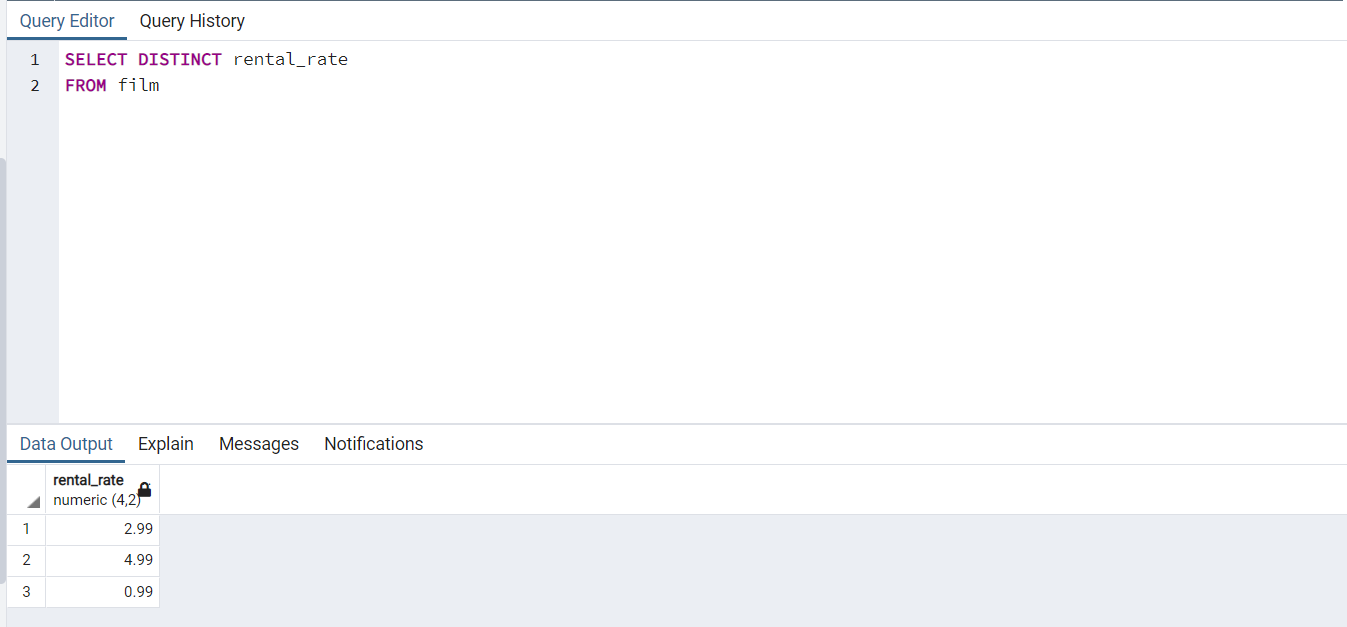 Query Editor Query History
1 SELECT DISTINCT rental_rate
2 FROM film
Data Output Explain Messages Notifications
rental_rate
numeric (4,2)
1 2.99
2 4.99
3 0.99